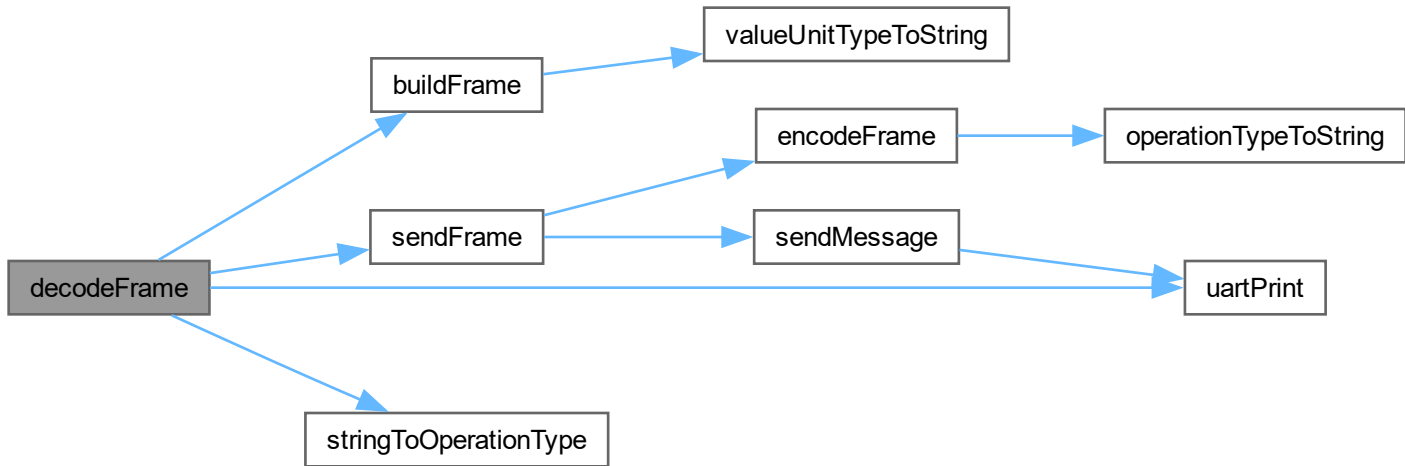 valueUnitTypeToString
buildFrame
encodeFrame
operationTypeToString
sendFrame
sendMessage
decodeFrame
uartPrint
stringToOperationType